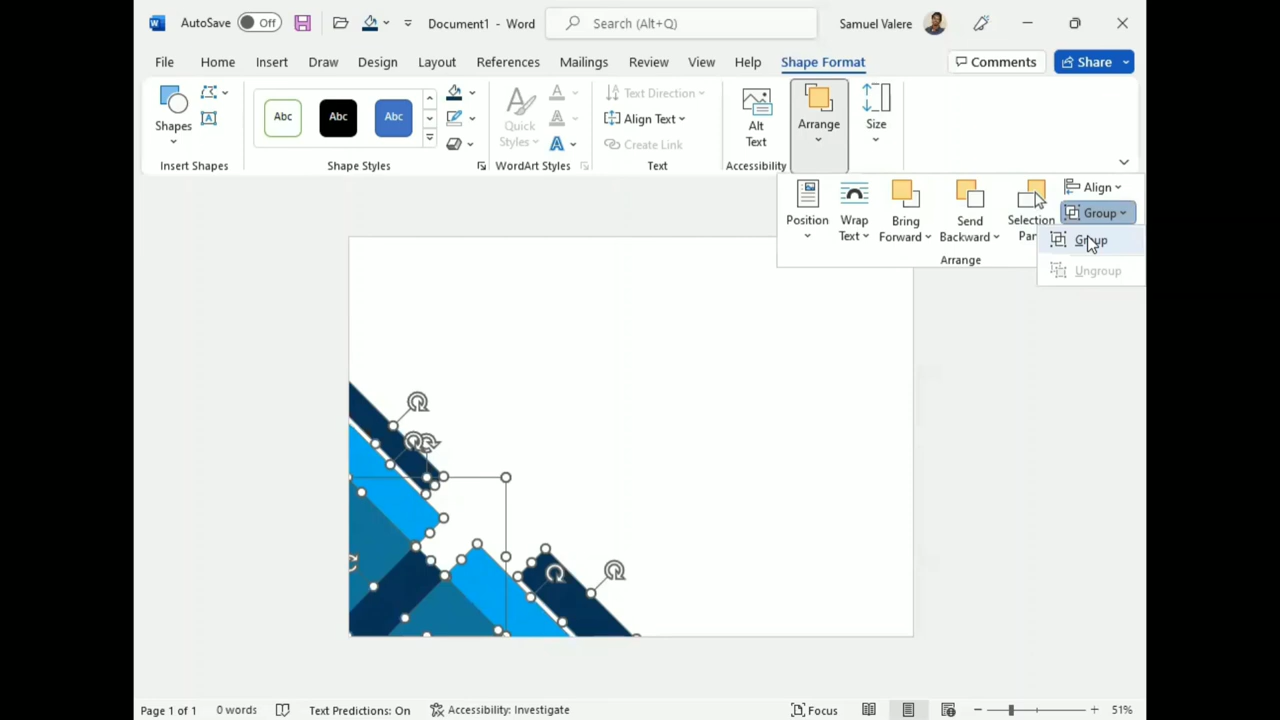 AutoSave Off Document1 - Word Search (Alt+Q) Samuel Valere
File Home Insert Draw Design Layout References Mailings Review View Help Shape Format Comments Share
Shapes
Insert Shapes
Abc Abc Abc
Shape Styles
Quick
Styles
WordArt Styles
Text Direction
Align Text
Create Link
Text
Alt
Text
Accessibility
Arrange
Size
Position
Wrap
Text
Bring
Forward
Send
Backward
Selection
Align
Group
Arrange
Group
Ungroup
Page 1 of 1 0 words Text Predictions: On Accessibility: Investigate Focus 51%